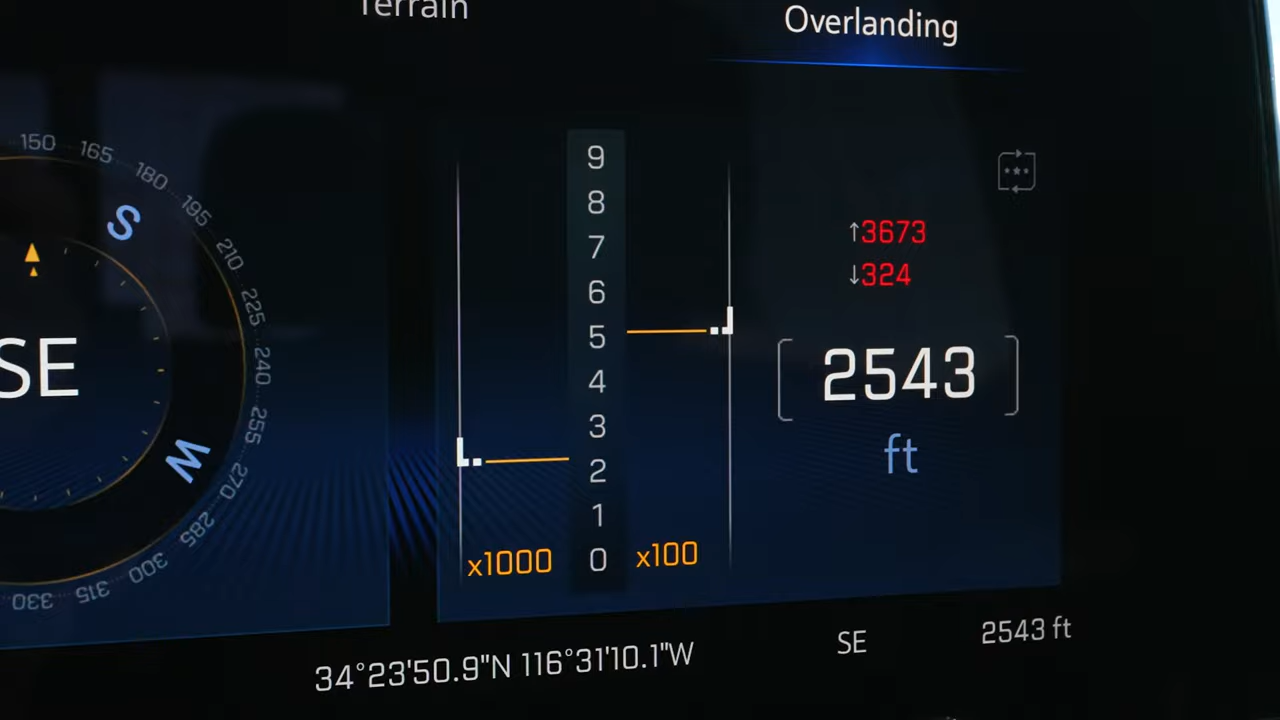 Terrain
Overlanding
150
165
180
195
210
225
240
255
270
285
300
315
330
S
W
SE
9
8
7
6
5
4
3
2
1
0
x1000
x100
↑3673
↓324
2543
ft
34°23'50.9"N 116°31'10.1"W
SE
2543 ft